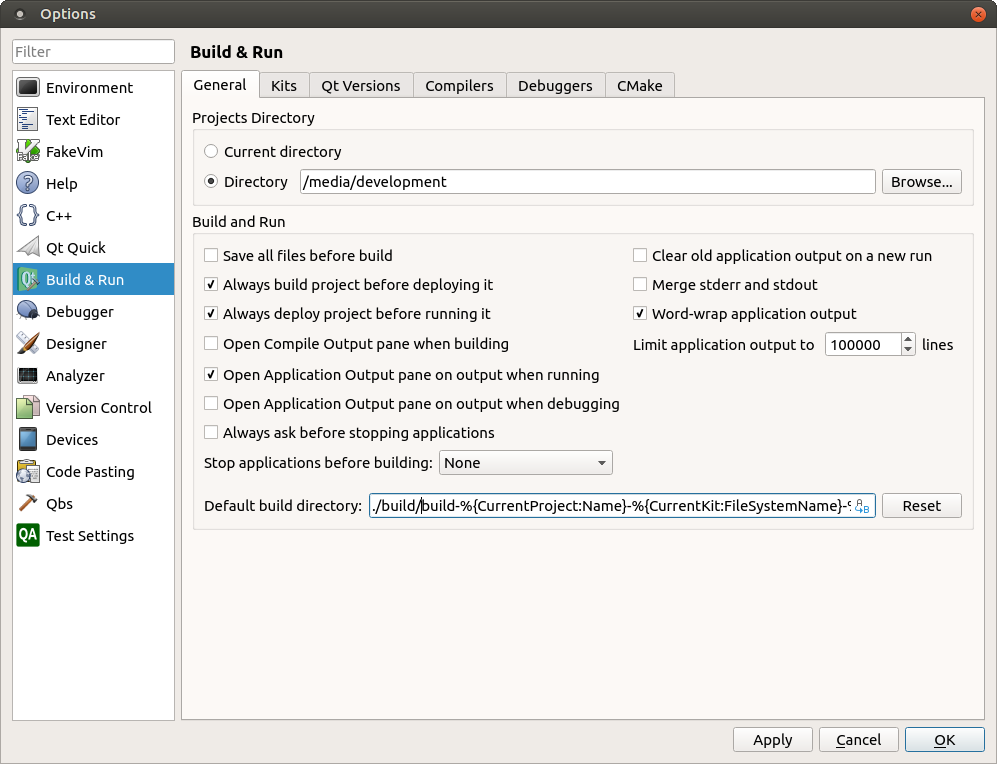 Options
Filter
Build & Run
Environment
Text Editor
FakeVim
Help
C++
Qt Quick
Build & Run
Debugger
Designer
Analyzer
Version Control
Devices
Code Pasting
Qbs
QA Test Settings
General Kits Qt Versions Compilers Debuggers CMake
Projects Directory
Current directory
Directory /media/development Browse...
Build and Run
Save all files before build
Always build project before deploying it
Always deploy project before running it
Open Compile Output pane when building
Open Application Output pane on output when running
Open Application Output pane on output when debugging
Always ask before stopping applications
Clear old application output on a new run
Merge stderr and stdout
Word-wrap application output
Limit application output to 100000 lines
Stop applications before building: None
Default build directory: ./build/build-%{CurrentProject:Name}-%{CurrentKit:FileSystemName}-% Reset
Apply Cancel OK